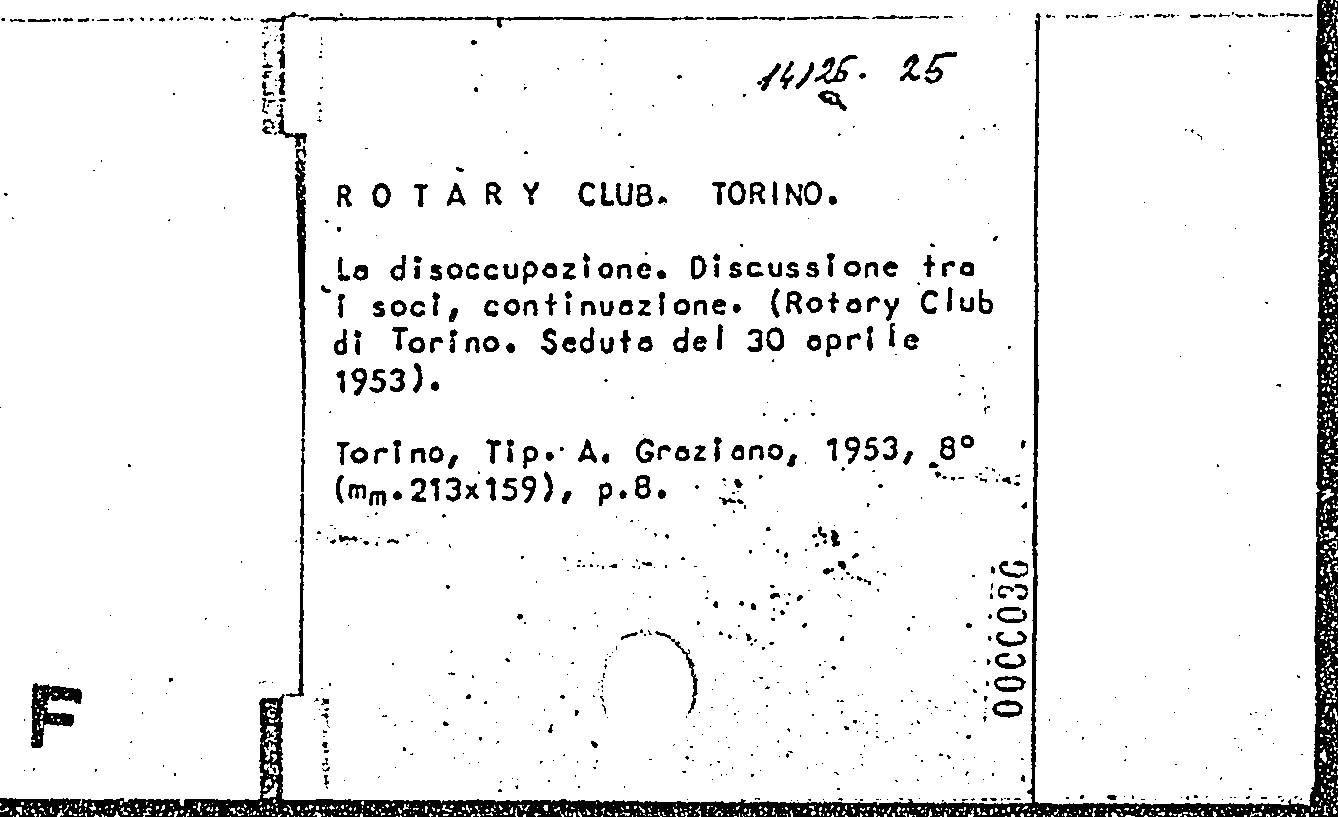 14126. 25
R O T A R Y CLUB. TORINO.
La disoccupazione. Discussione tra
i soci, continuazione. (Rotary Club
di Torino. Seduta del 30 aprile
1953).
Torino, Tip. A. Graziano, 1953, 8°
(mm.213x159), p.8.
F